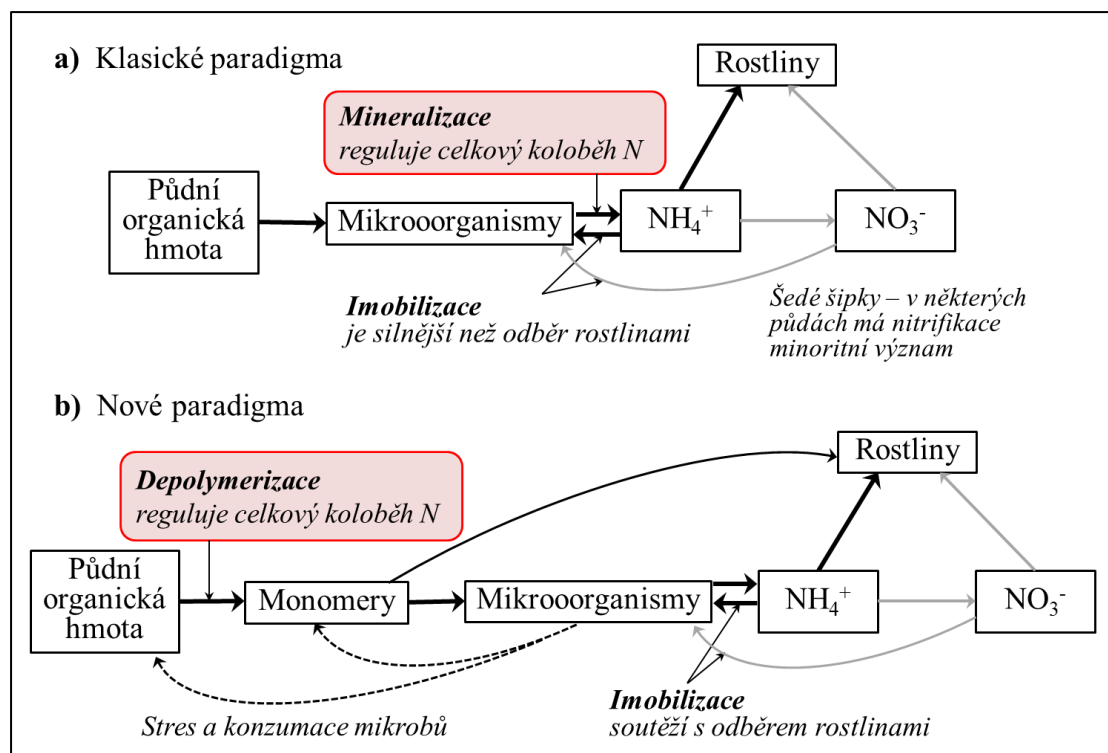 a) Klasické paradigma
Rostliny
Mineralizace
reguluje celkový koloběh N
Půdní
organická
hmota
Mikrooorganismy
NH₄⁺
NO₃⁻
Imobilizace
je silnější než odběr rostlinami
Šedé šipky – v některých
půdách má nitrifikace
minoritní význam
b) Nové paradigma
Rostliny
Depolymerizace
reguluje celkový koloběh N
Půdní
organická
hmota
Monomery
Mikrooorganismy
NH₄⁺
NO₃⁻
Stres a konzumace mikrobů
Imobilizace
soutěží s odběrem rostlinami